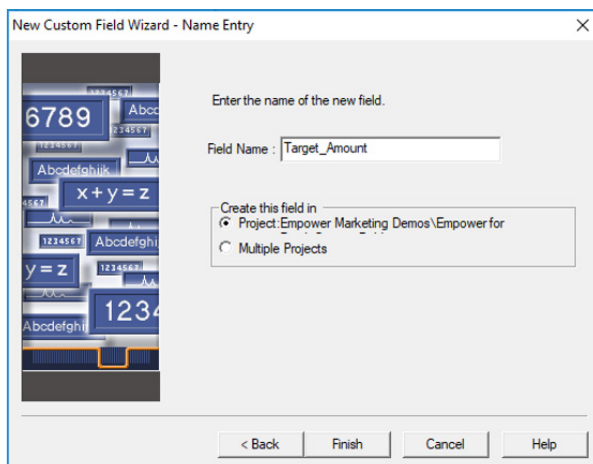 New Custom Field Wizard - Name Entry
1234567
6789
Abcc
1234567
Abcdefghijk
x+y=z
4567
1234567
Abcdefghi
y=z
1234567
1234
Abcdefghij
Enter the name of the new field.
Field Name : Target_Amount
Create this field in
Project:Empower Marketing Demos\Empower for
Multiple Projects
< Back
Finish
Cancel
Help